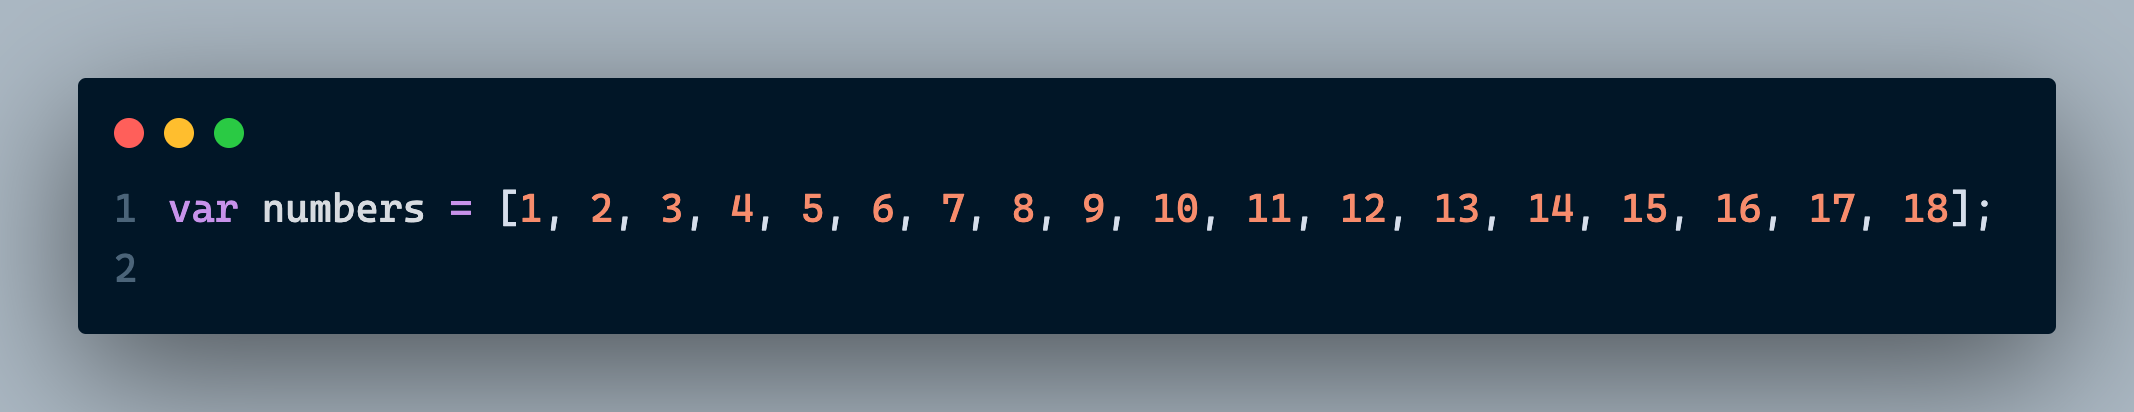 1 var numbers = [1, 2, 3, 4, 5, 6, 7, 8, 9, 10, 11, 12, 13, 14, 15, 16, 17, 18];
2